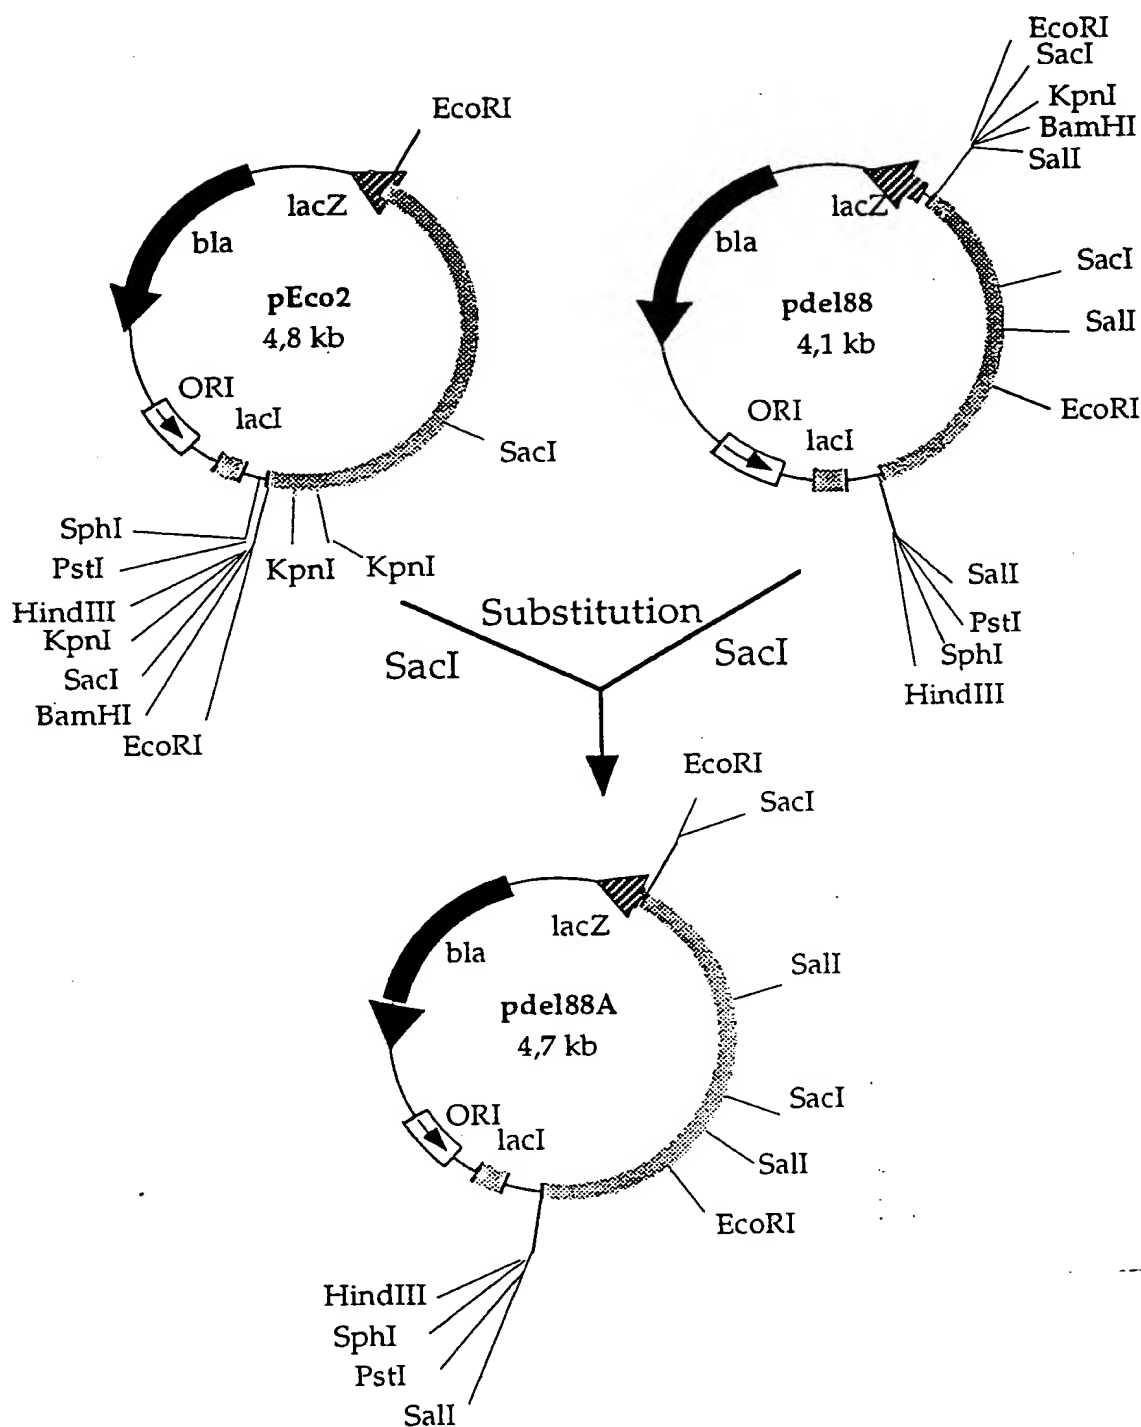 EcoRI
lacZ
bla
pEco2
4,8 kb
ORI
lacI
SacI
SphI
PstI
HindIII
KpnI
SacI
BamHI
EcoRI
KpnI
KpnI
EcoRI
SacI
KpnI
BamHI
SalI
lacZ
bla
pdel88
4,1 kb
SacI
SalI
EcoRI
ORI
lacI
SalI
PstI
SphI
HindIII
Substitution
SacI
SacI
EcoRI
SacI
lacZ
bla
pdel88A
4,7 kb
SalI
SacI
SalI
EcoRI
ORI
lacI
HindIII
SphI
PstI
SalI